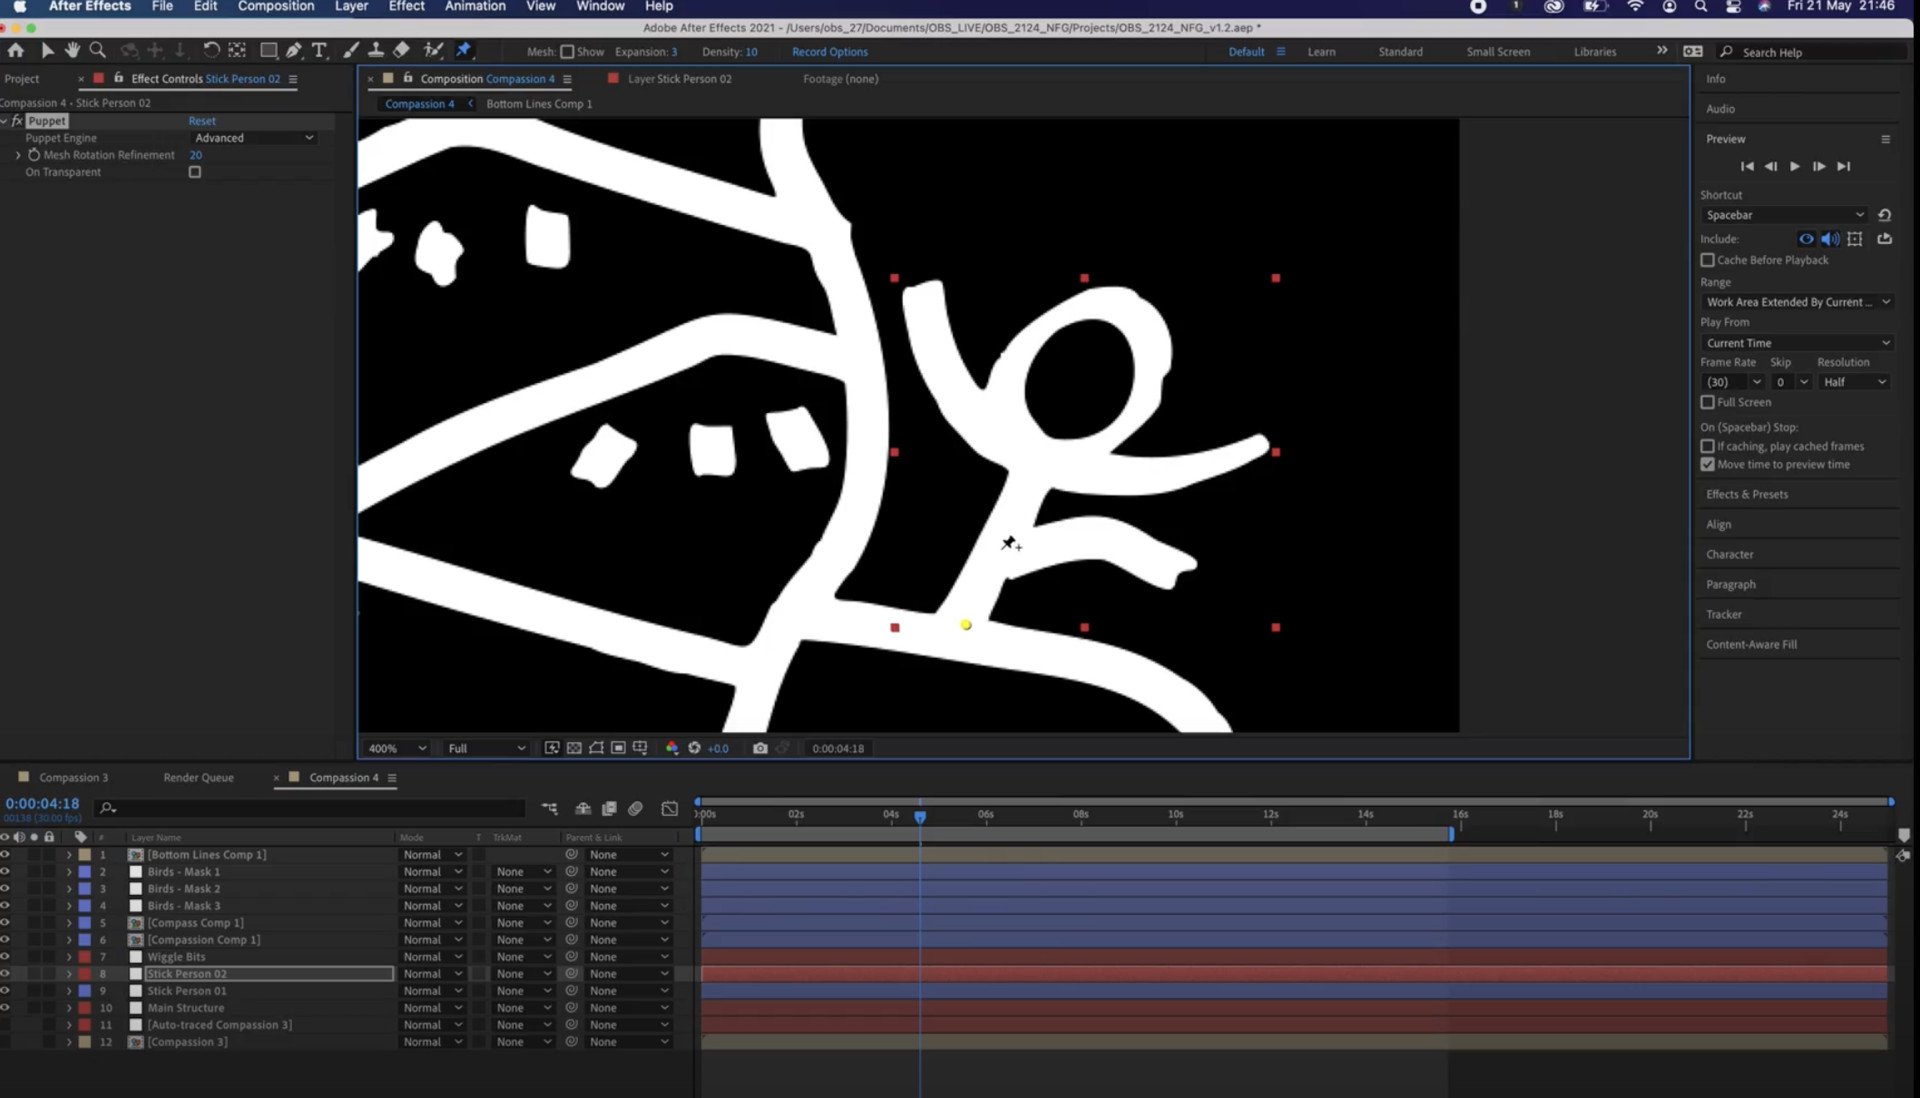 After Effects File Edit Composition Layer Effect Animation View Window Help 1 Fri 21 May 21:46
Adobe After Effects 2021 - /Users/obs_27/Documents/OBS_LIVE/OBS_2124_NFG/Projects/OBS_2124_NFG_v1.2.aep *
Mesh: Show Expansion: 3 Density: 10 Record Options Default Learn Standard Small Screen Libraries Search Help
Project Effect Controls Stick Person 02 Composition Compassion 4 Layer Stick Person 02 Footage (none) Info
Compassion 4 • Stick Person 02 Compassion 4 Bottom Lines Comp 1
Audio
fx Puppet Reset
Puppet Engine Advanced
Mesh Rotation Refinement 20
On Transparent
Preview
Shortcut
Spacebar
Include:
Cache Before Playback
Range
Work Area Extended By Current ...
Play From
Current Time
Frame Rate Skip Resolution
(30) 0 Half
Full Screen
On (Spacebar) Stop:
If caching, play cached frames
Move time to preview time
Effects & Presets
Align
Character
Paragraph
Tracker
Content-Aware Fill
400% Full +0.0 0:00:04:18
Compassion 3 Render Queue Compassion 4
0:00:04:18
00138 (30.00 fps)
:00s 02s 04s 06s 08s 10s 12s 14s 16s 18s 20s 22s 24s
# Layer Name Mode T TrkMat Parent & Link
1 [Bottom Lines Comp 1] Normal None
2 Birds - Mask 1 Normal None None
3 Birds - Mask 2 Normal None None
4 Birds - Mask 3 Normal None None
5 [Compass Comp 1] Normal None None
6 [Compassion Comp 1] Normal None None
7 Wiggle Bits Normal None None
8 Stick Person 02 Normal None None
9 Stick Person 01 Normal None None
10 Main Structure Normal None None
11 [Auto-traced Compassion 3] Normal None None
12 [Compassion 3] Normal None None